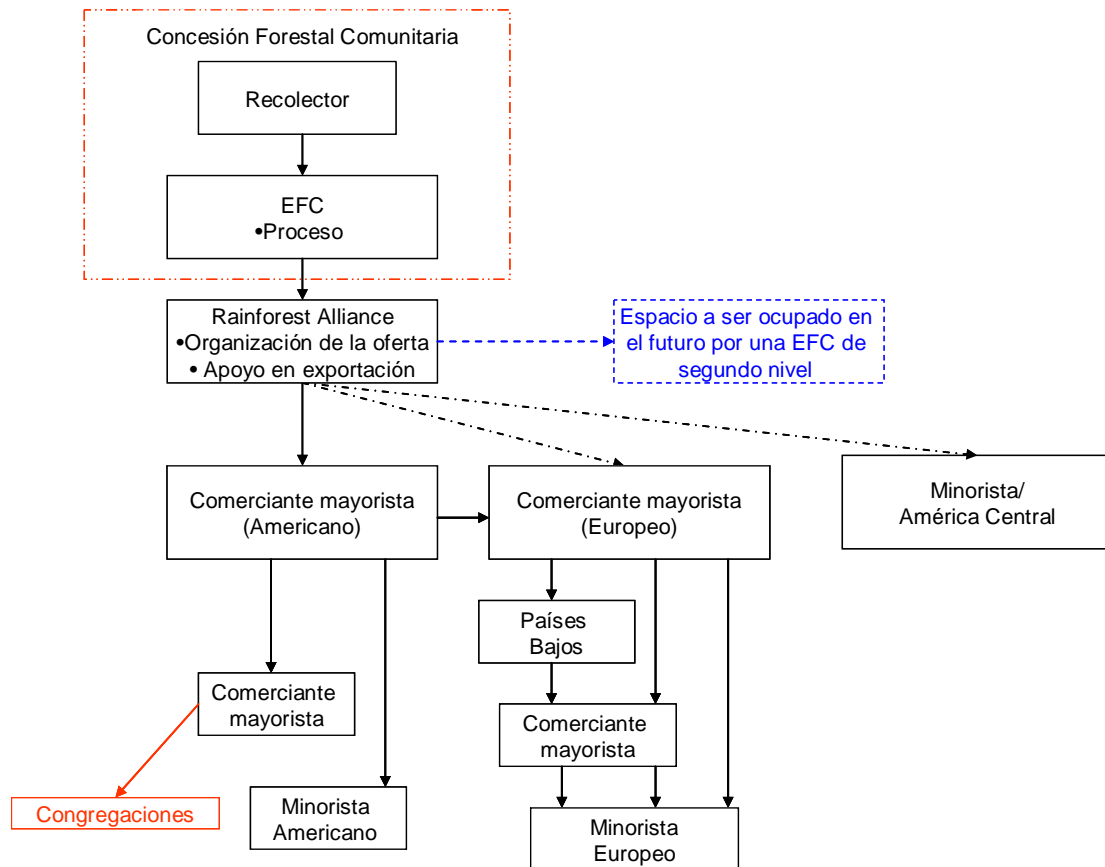 Concesión Forestal Comunitaria
Recolector
EFC
•Proceso
Rainforest Alliance
•Organización de la oferta
• Apoyo en exportación
Espacio a ser ocupado en
el futuro por una EFC de
segundo nivel
Comerciante mayorista
(Americano)
Comerciante mayorista
(Europeo)
Minorista/
América Central
Países
Bajos
Comerciante
mayorista
Comerciante
mayorista
Congregaciones
Minorista
Americano
Minorista
Europeo